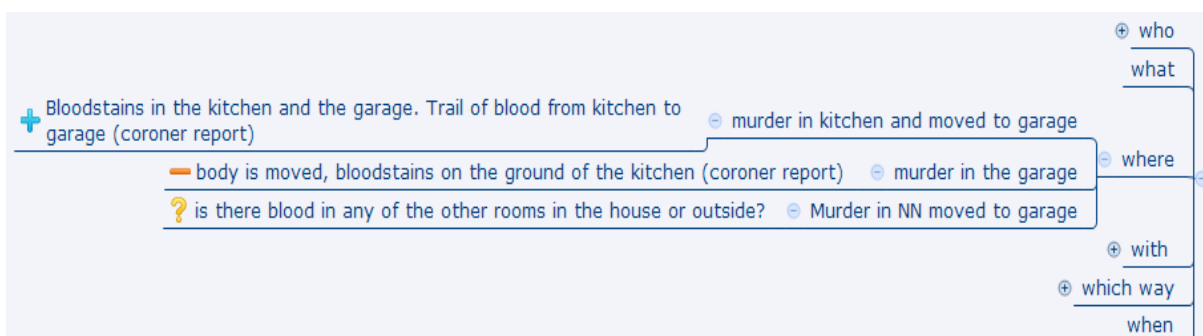 who
what
Bloodstains in the kitchen and the garage. Trail of blood from kitchen to
garage (coroner report)
murder in kitchen and moved to garage
where
body is moved, bloodstains on the ground of the kitchen (coroner report)
murder in the garage
is there blood in any of the other rooms in the house or outside?
Murder in NN moved to garage
with
which way
when